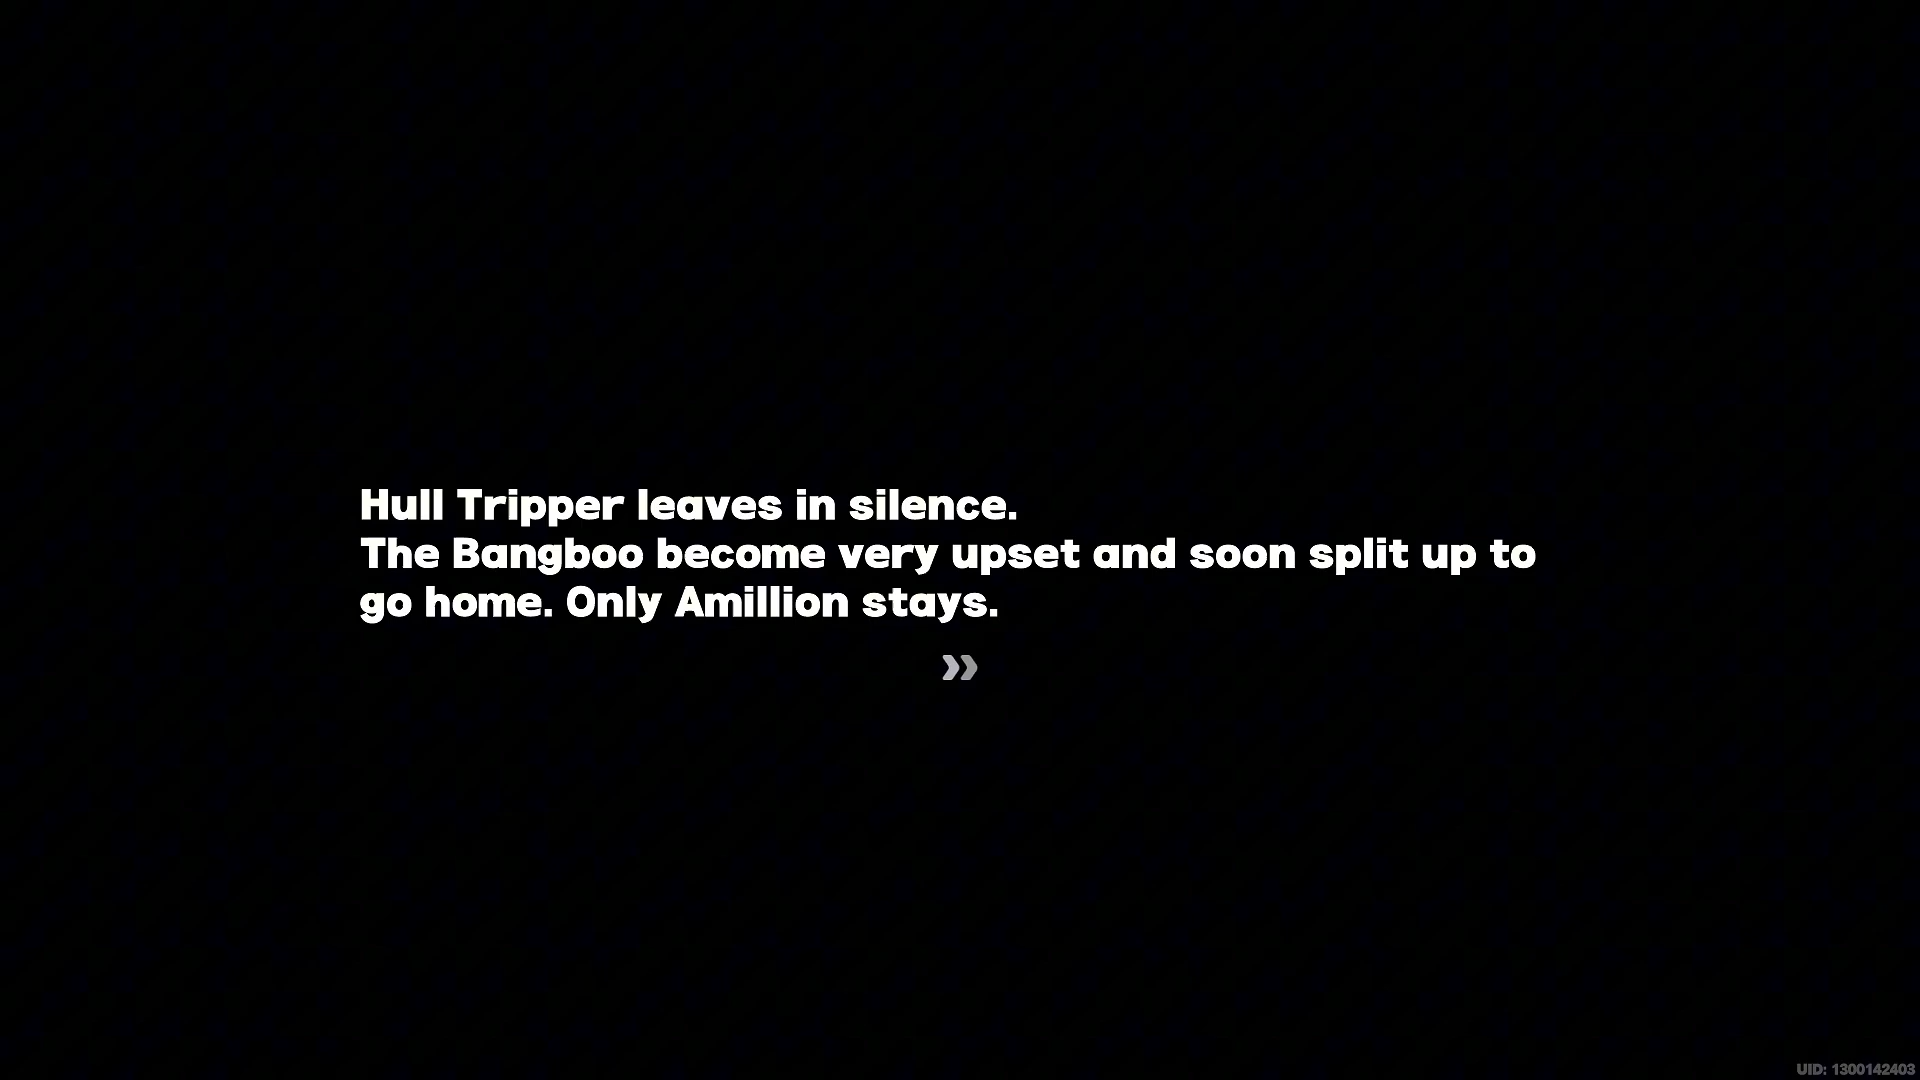 Hull Tripper leaves in silence.
The Bangboo become very upset and soon split up to
go home. Only Amillion stays.
UID: 1300142403